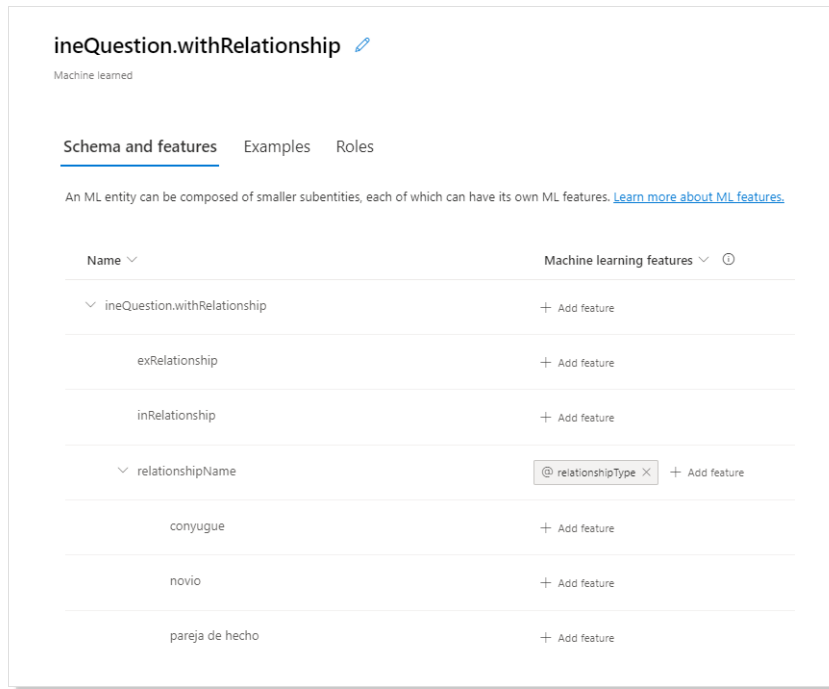 ineQuestion.withRelationship
Machine learned
Schema and features Examples Roles
An ML entity can be composed of smaller subentities, each of which can have its own ML features. Learn more about ML features.
Name Machine learning features
ineQuestion.withRelationship + Add feature
exRelationship + Add feature
inRelationship + Add feature
relationshipName @ relationshipType × + Add feature
conyugue + Add feature
novio + Add feature
pareja de hecho + Add feature